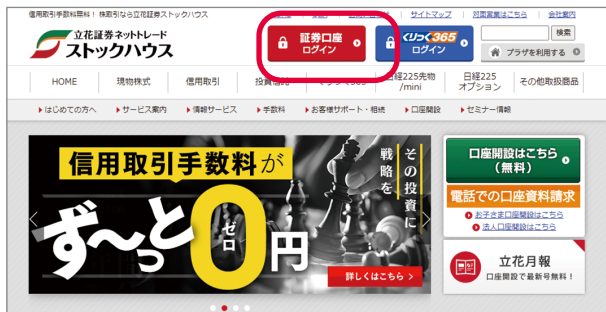 信用取引手数料無料！ 株取引なら立花証券ストックハウス
サイトマップ 対面営業はこちら 会社案内
立花証券ネットトレード
ストックハウス
証券口座
ログイン
くりっく365
ログイン
検索
プラザを利用する
HOME 現物株式 信用取引 日経225先物
/mini 日経225
オプション その他取扱商品
はじめての方へ サービス案内 情報サービス 手数料 お客様サポート・相続 口座開設 セミナー情報
信用取引手数料が
ず〜っと0円
ゼロ
その投資に
戦略を
詳しくはこちら
口座開設はこちら
（無料）
電話での口座資料請求
お子さま口座開設はこちら
法人口座開設はこちら
立花月報
口座開設で最新号無料！